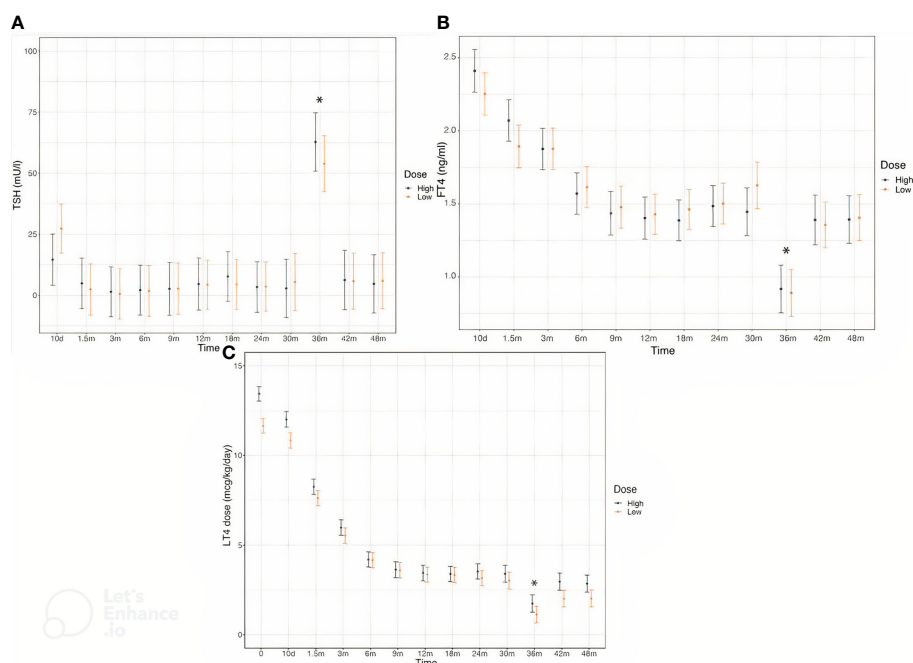 A
TSH (mU/l)
100
75
50
25
0
*
10d 1.5m 3m 6m 9m 12m 18m 24m 30m 36m 42m 48m
Time
Dose
High
Low
B
FT4 (ng/ml)
2.5
2.0
1.5
1.0
*
10d 1.5m 3m 6m 9m 12m 18m 24m 30m 36m 42m 48m
Time
Dose
High
Low
C
LT4 dose (mcg/kg/day)
15
10
5
0
*
0 10d 1.5m 3m 6m 9m 12m 18m 24m 30m 36m 42m 48m
Time
Dose
High
Low
Let's
Enhance
.io